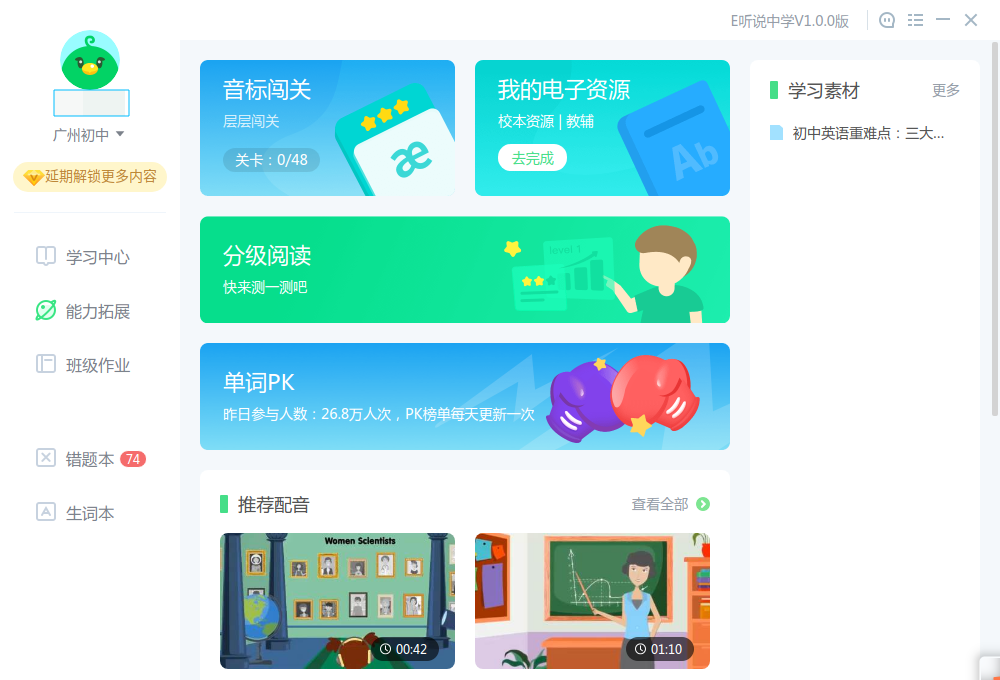 E听说中学V1.0.0版
广州初中
延期解锁更多内容
学习中心
能力拓展
班级作业
错题本 74
生词本
音标闯关
层层闯关
关卡：0/48
æ
我的电子资源
校本资源 | 教辅
去完成
Ab
分级阅读
快来测一测吧
level 1
单词PK
昨日参与人数：26.8万人次，PK榜单每天更新一次
推荐配音
查看全部
Women Scientists
00:42
01:10
学习素材
更多
初中英语重难点：三大...